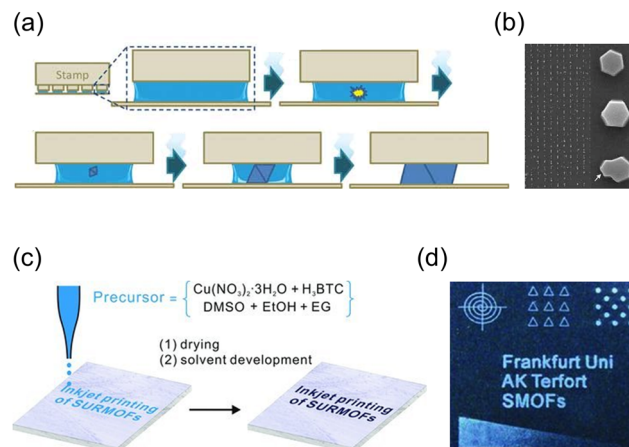 (a)
Stamp
(b)
(c)
Precursor = { Cu(NO₃)₂·3H₂O + H₃BTC
DMSO + EtOH + EG }
(1) drying
(2) solvent development
Inkjet printing
of SURMOFs
Inkjet printing
of SURMOFs
(d)
Frankfurt Uni
AK Terfort
SMOFs